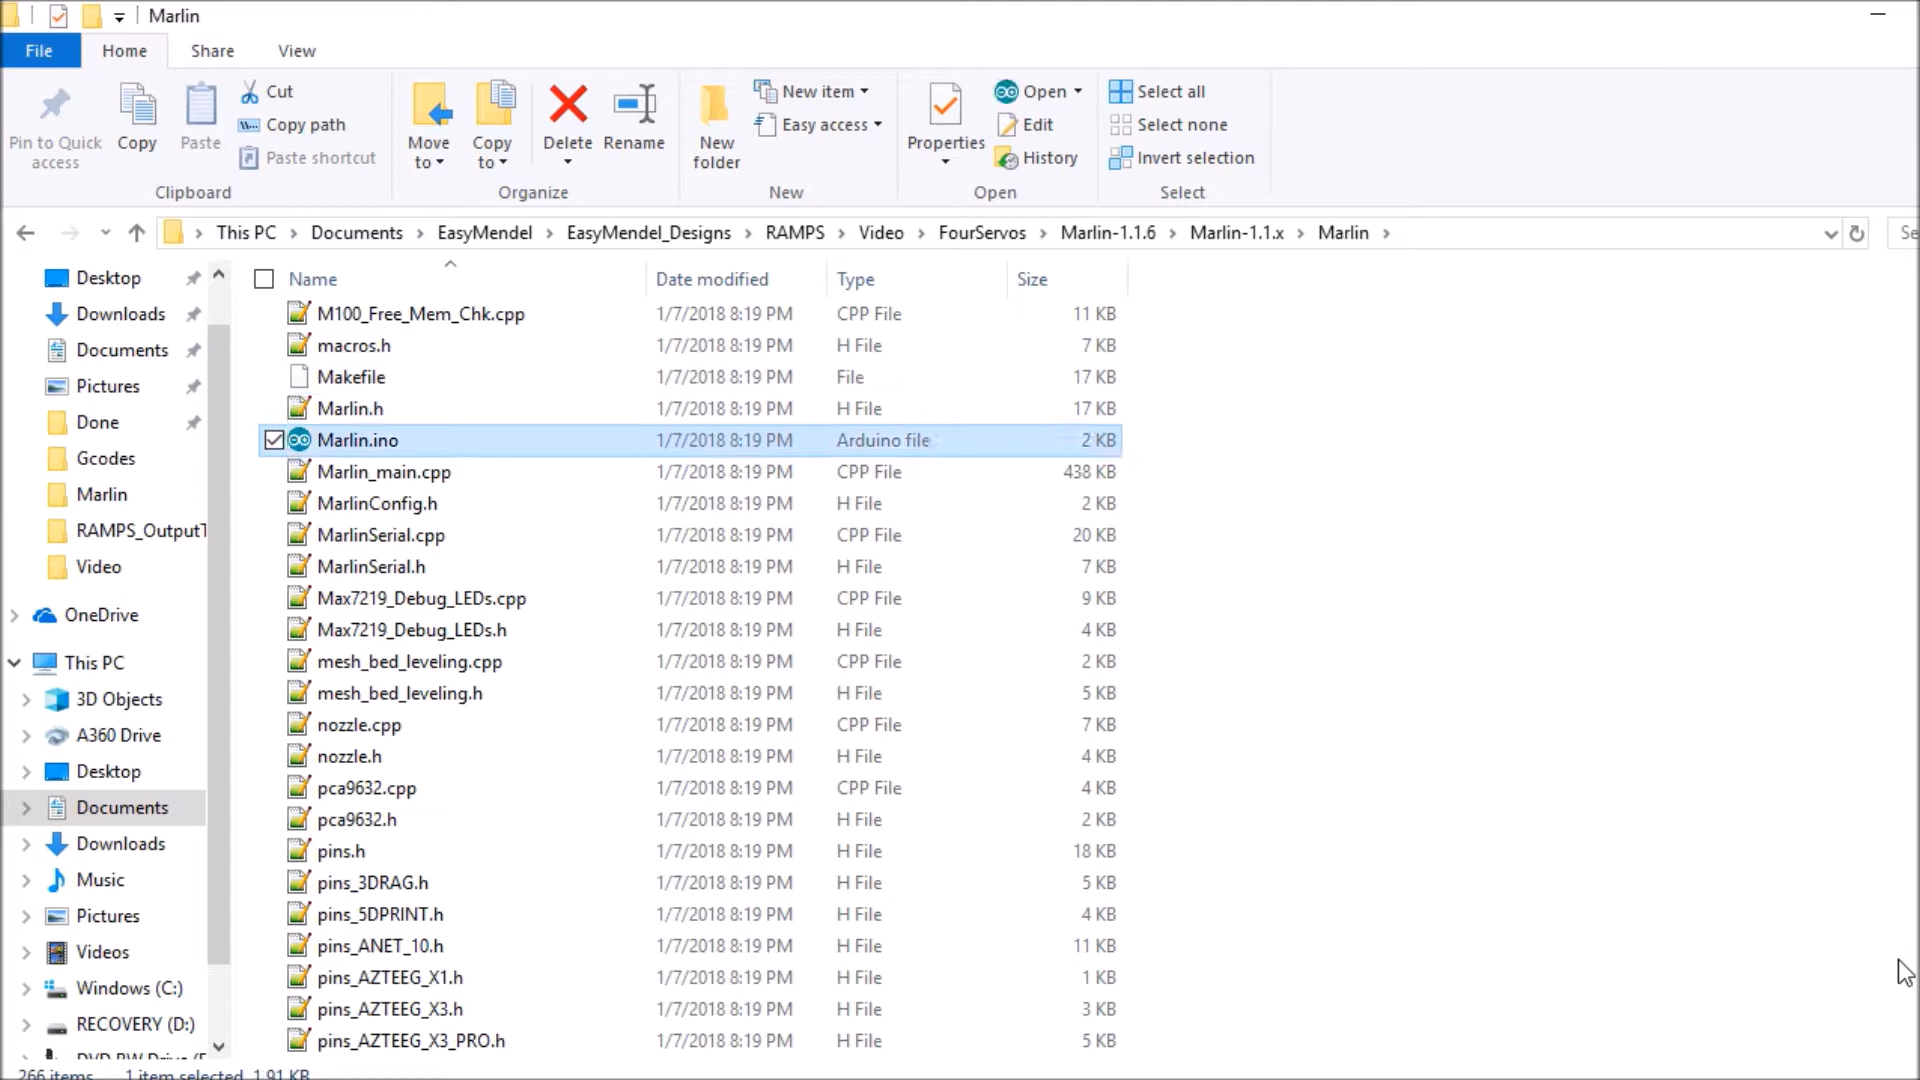 Marlin
File Home Share View
Pin to Quick access
Copy
Paste
Cut
Copy path
Paste shortcut
Clipboard
Move to
Copy to
Delete
Rename
Organize
New folder
New item
Easy access
New
Properties
Open
Edit
History
Open
Select all
Select none
Invert selection
Select
This PC > Documents > EasyMendel > EasyMendel_Designs > RAMPS > Video > FourServos > Marlin-1.1.6 > Marlin-1.1.x > Marlin >
Se
Desktop
Downloads
Documents
Pictures
Done
Gcodes
Marlin
RAMPS_OutputT
Video
OneDrive
This PC
3D Objects
A360 Drive
Desktop
Documents
Downloads
Music
Pictures
Videos
Windows (C:)
RECOVERY (D:)
DVD RW Drive (E
Name Date modified Type Size
M100_Free_Mem_Chk.cpp 1/7/2018 8:19 PM CPP File 11 KB
macros.h 1/7/2018 8:19 PM H File 7 KB
Makefile 1/7/2018 8:19 PM File 17 KB
Marlin.h 1/7/2018 8:19 PM H File 17 KB
Marlin.ino 1/7/2018 8:19 PM Arduino file 2 KB
Marlin_main.cpp 1/7/2018 8:19 PM CPP File 438 KB
MarlinConfig.h 1/7/2018 8:19 PM H File 2 KB
MarlinSerial.cpp 1/7/2018 8:19 PM CPP File 20 KB
MarlinSerial.h 1/7/2018 8:19 PM H File 7 KB
Max7219_Debug_LEDs.cpp 1/7/2018 8:19 PM CPP File 9 KB
Max7219_Debug_LEDs.h 1/7/2018 8:19 PM H File 4 KB
mesh_bed_leveling.cpp 1/7/2018 8:19 PM CPP File 2 KB
mesh_bed_leveling.h 1/7/2018 8:19 PM H File 5 KB
nozzle.cpp 1/7/2018 8:19 PM CPP File 7 KB
nozzle.h 1/7/2018 8:19 PM H File 4 KB
pca9632.cpp 1/7/2018 8:19 PM CPP File 4 KB
pca9632.h 1/7/2018 8:19 PM H File 2 KB
pins.h 1/7/2018 8:19 PM H File 18 KB
pins_3DRAG.h 1/7/2018 8:19 PM H File 5 KB
pins_5DPRINT.h 1/7/2018 8:19 PM H File 4 KB
pins_ANET_10.h 1/7/2018 8:19 PM H File 11 KB
pins_AZTEEG_X1.h 1/7/2018 8:19 PM H File 1 KB
pins_AZTEEG_X3.h 1/7/2018 8:19 PM H File 3 KB
pins_AZTEEG_X3_PRO.h 1/7/2018 8:19 PM H File 5 KB
266 items 1 item selected 1.91 KB